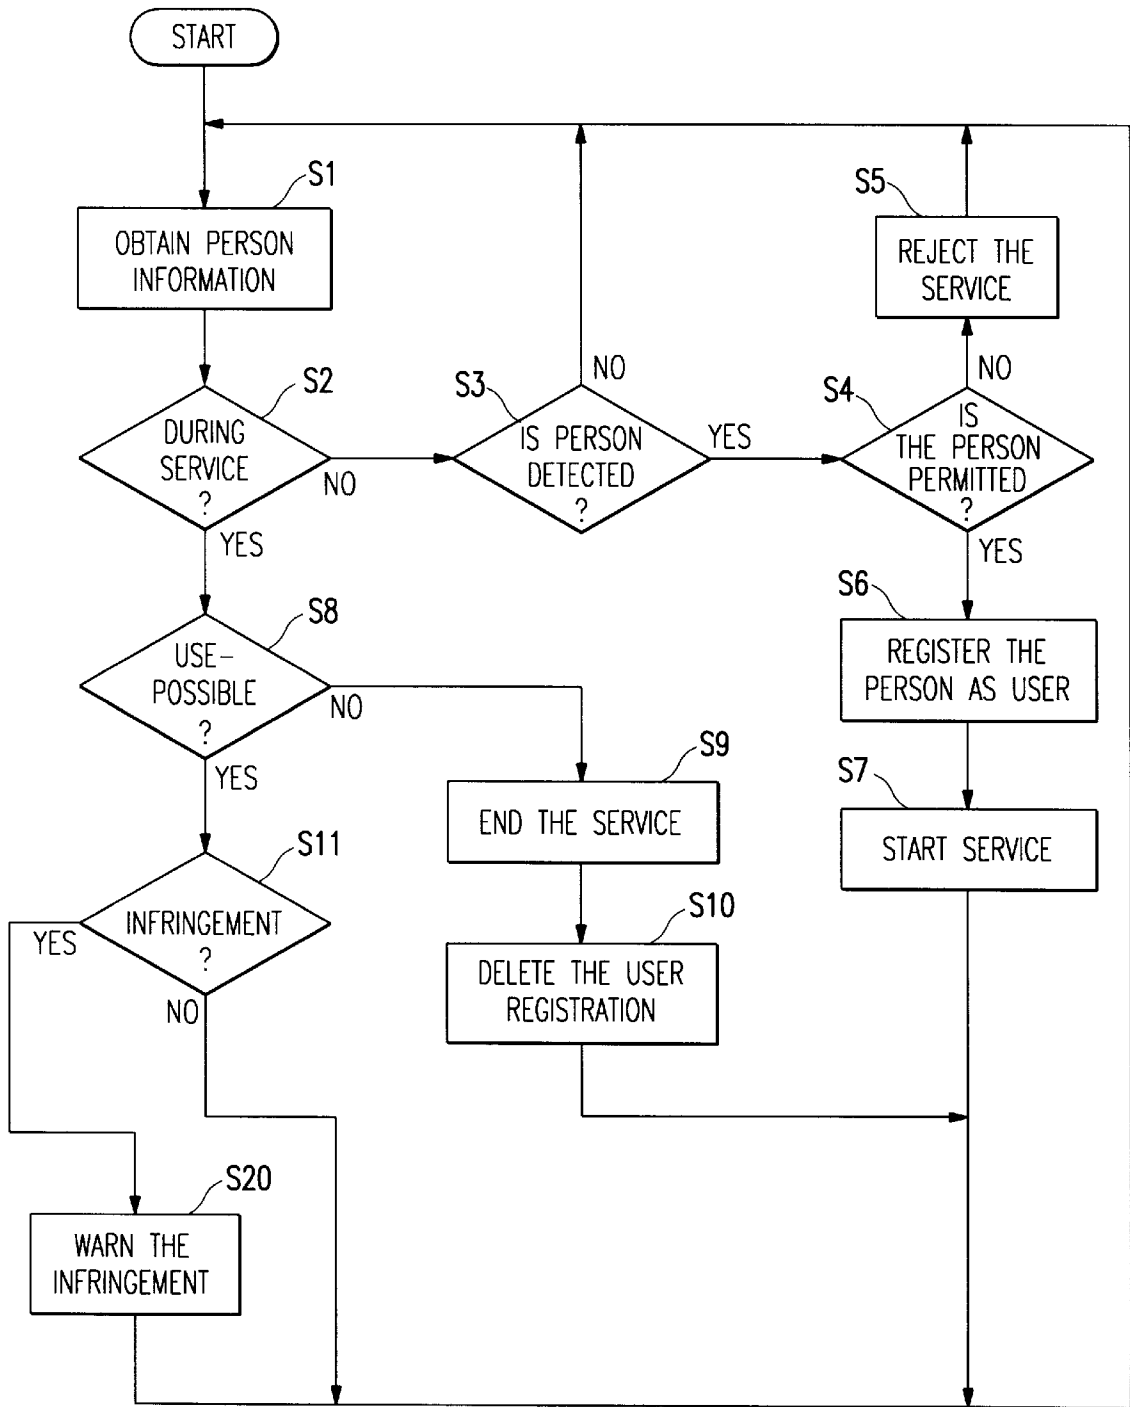 START
S1
OBTAIN PERSON
INFORMATION
S5
REJECT THE
SERVICE
S2
DURING
SERVICE
?
NO
YES
S3
IS PERSON
DETECTED
?
NO
YES
S4
IS
THE PERSON
PERMITTED
?
NO
YES
S6
REGISTER THE
PERSON AS USER
S7
START SERVICE
S8
USE-
POSSIBLE
?
NO
YES
S9
END THE SERVICE
S10
DELETE THE USER
REGISTRATION
S11
INFRINGEMENT
?
YES
NO
S20
WARN THE
INFRINGEMENT